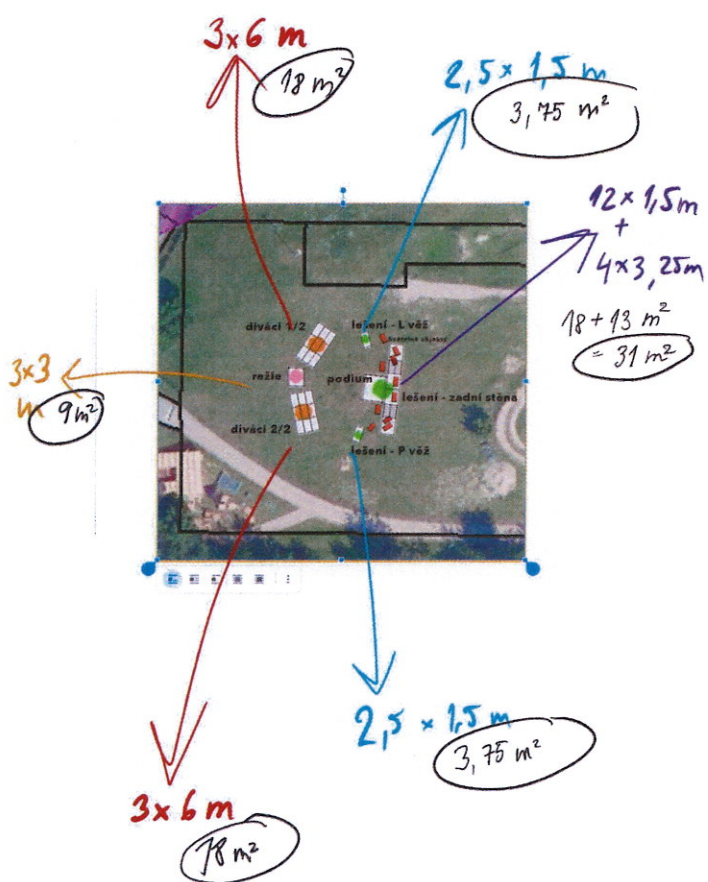 3x6 m
18 m²
2,5 x 1,5 m
3,75 m²
12 x 1,5m
+
4x3,25m
18 + 13 m²
= 31 m²
diváci 1/2
lešení - L věž
režie
podium
lešení - zadní stěna
3x3
m
9m²
diváci 2/2
lešení - P věž
2,5 x 1,5 m
3,75 m²
3x6 m
18 m²